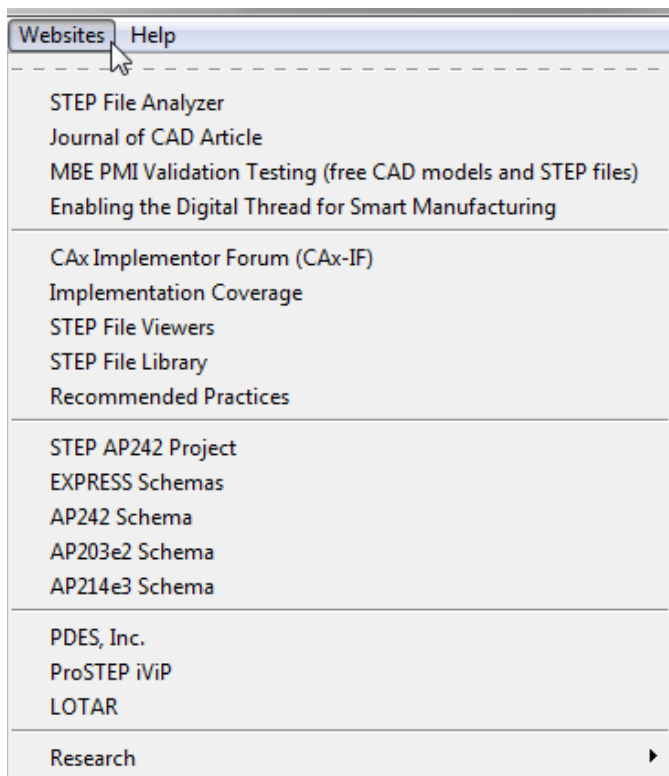 Websites Help
STEP File Analyzer
Journal of CAD Article
MBE PMI Validation Testing (free CAD models and STEP files)
Enabling the Digital Thread for Smart Manufacturing
CAx Implementor Forum (CAx-IF)
Implementation Coverage
STEP File Viewers
STEP File Library
Recommended Practices
STEP AP242 Project
EXPRESS Schemas
AP242 Schema
AP203e2 Schema
AP214e3 Schema
PDES, Inc.
ProSTEP iViP
LOTAR
Research